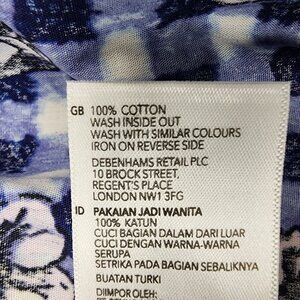 GB 100% COTTON
WASH INSIDE OUT
WASH WITH SIMILAR COLOURS
IRON ON REVERSE SIDE
DEBENHAMS RETAIL PLC
10 BROCK STREET,
REGENT'S PLACE
LONDON NW1 3FG
ID PAKAIAN JADI WANITA
100% KATUN
CUCI BAGIAN DALAM DARI LUAR
CUCI DENGAN WARNA-WARNA
SERUPA
SETRIKA PADA BAGIAN SEBALIKNYA
BUATAN TURKI
DIIMPOR OLEH: